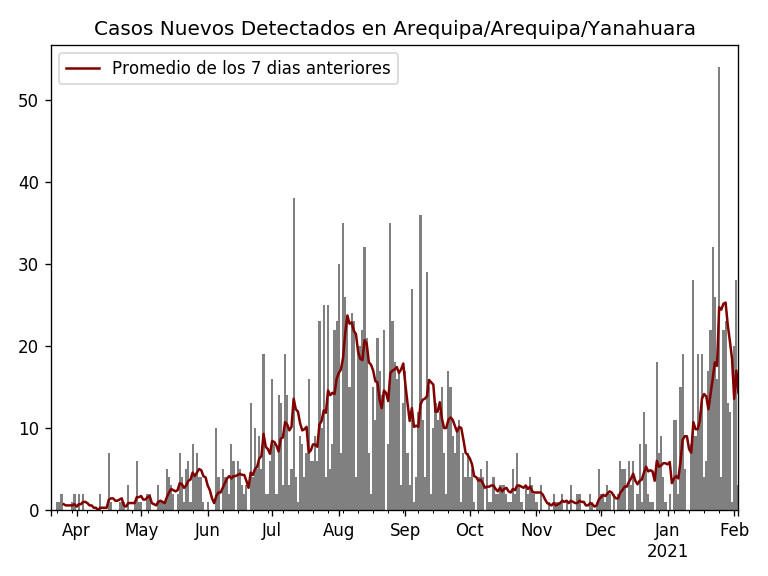 Casos Nuevos Detectados en Arequipa/Arequipa/Yanahuara
Promedio de los 7 dias anteriores
50
40
30
20
10
0
Apr May Jun Jul Aug Sep Oct Nov Dec Jan Feb
2021